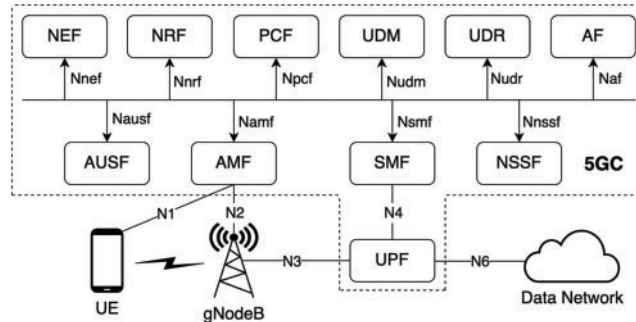 NEF NRF PCF UDM UDR AF
Nnef Nnrf Npcf Nudm Nudr Naf
Nausf Namf Nsmf Nnssf
AUSF AMF SMF NSSF 5GC
N1 N2 N4
N3 UPF N6
UE gNodeB Data Network